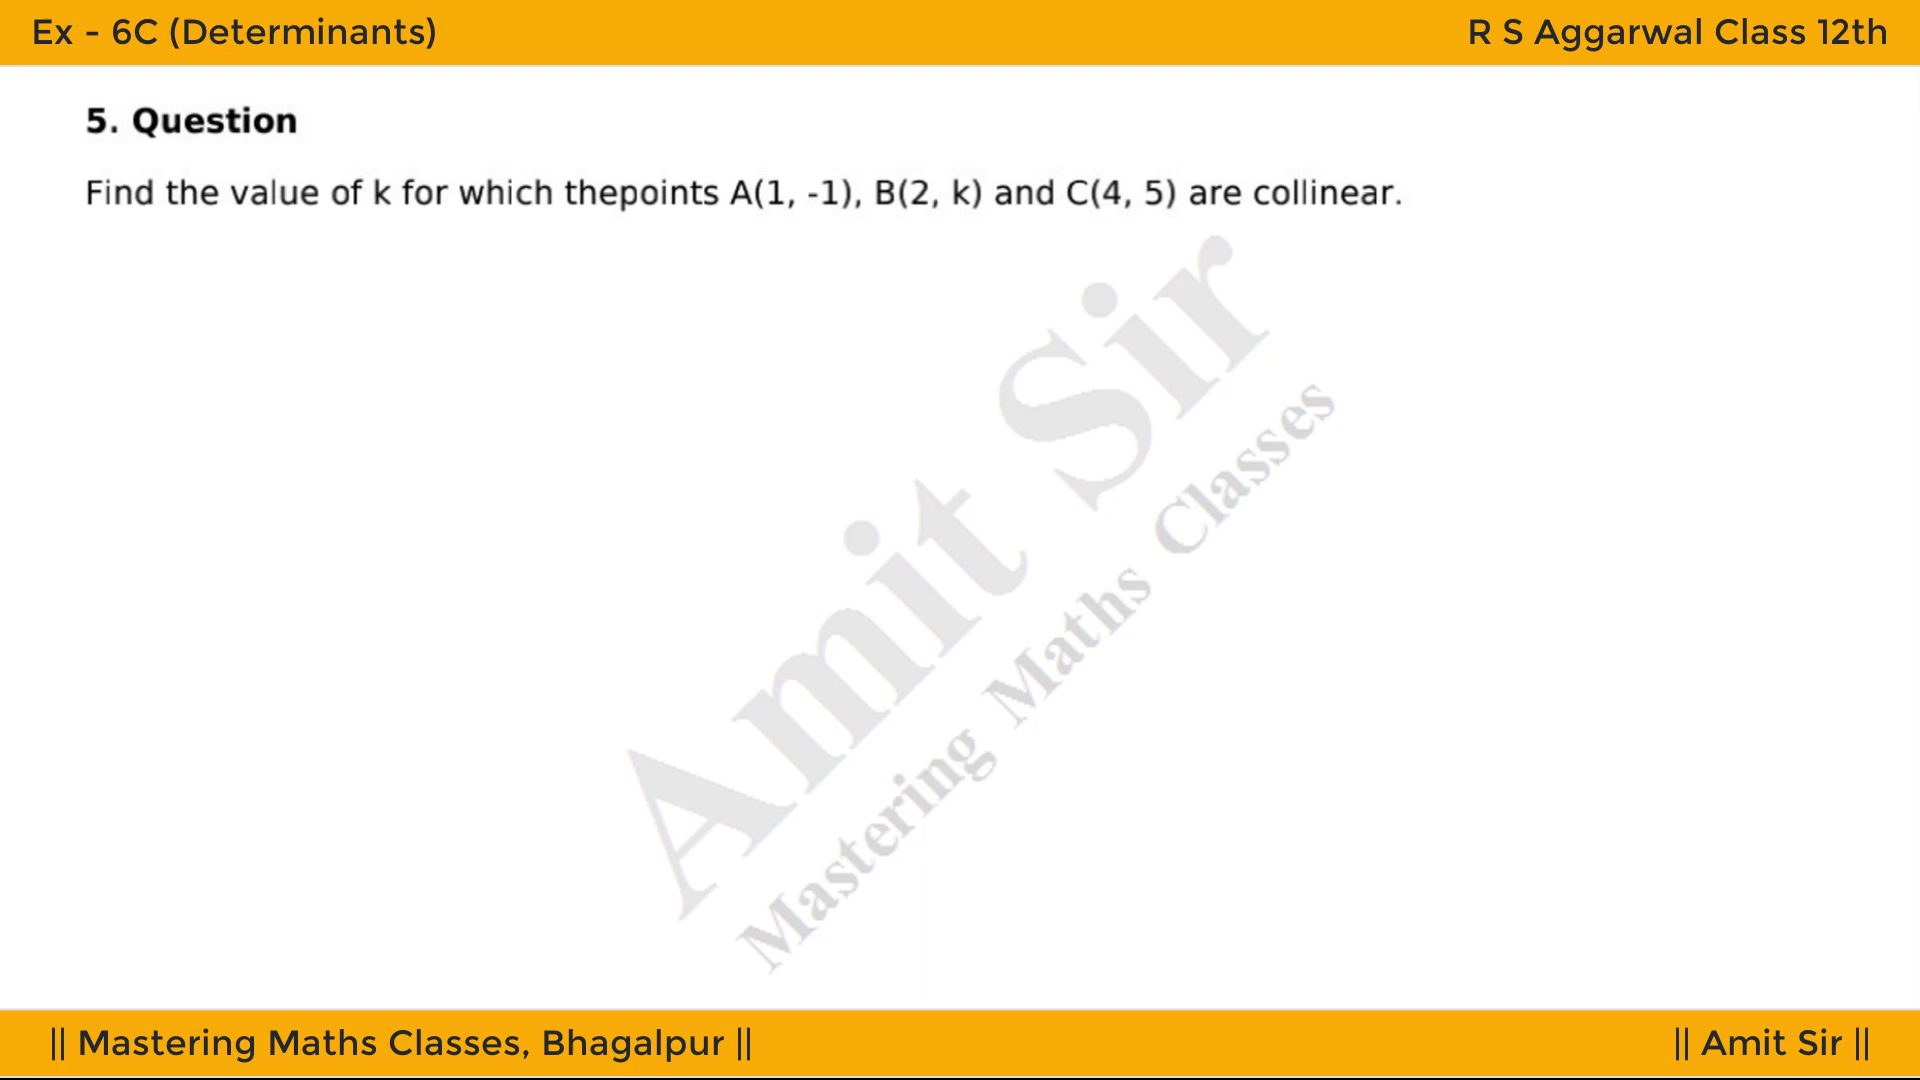 Ex - 6C (Determinants)
R S Aggarwal Class 12th
5. Question
Find the value of k for which thepoints A(1, -1), B(2, k) and C(4, 5) are collinear.
Amit Sir
Mastering Maths Classes
|| Mastering Maths Classes, Bhagalpur ||
|| Amit Sir ||